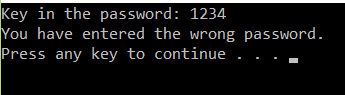 Key in the password: 1234
You have entered the wrong password.
Press any key to continue . . .